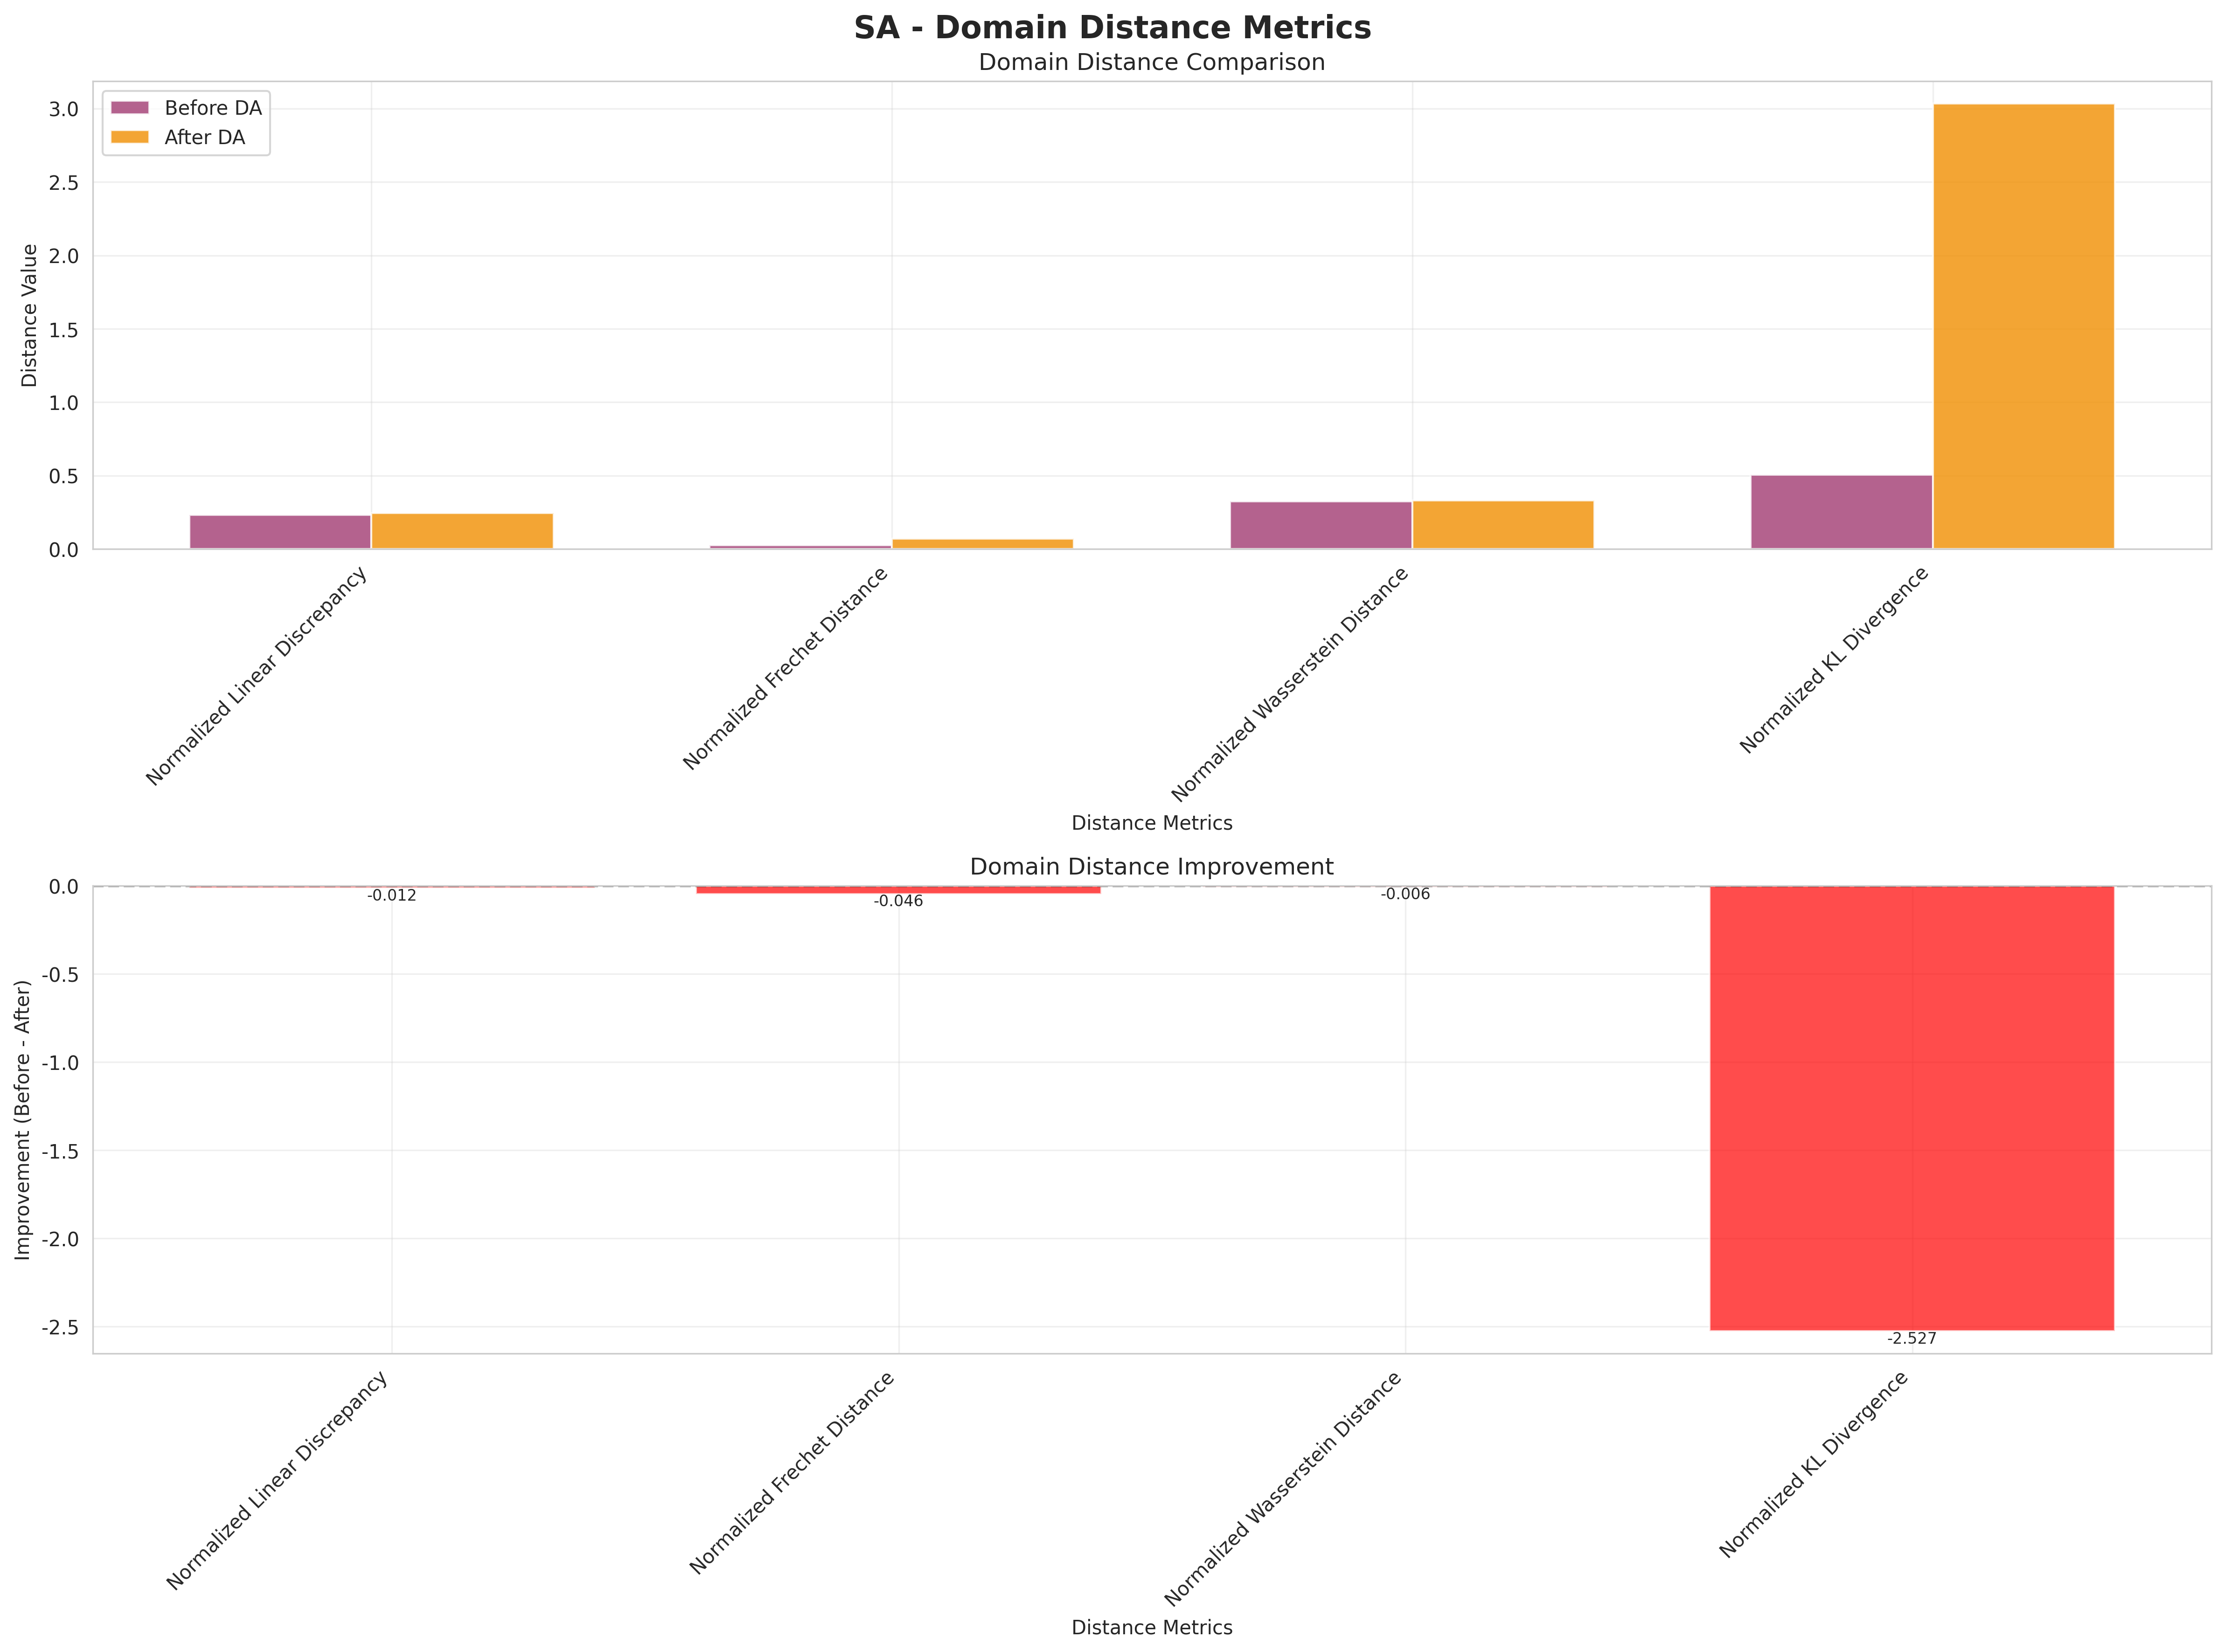 SA - Domain Distance Metrics
Domain Distance Comparison
Before DA
After DA
Distance Value
3.0
2.5
2.0
1.5
1.0
0.5
0.0
Normalized Linear Discrepancy
Normalized Frechet Distance
Normalized Wasserstein Distance
Normalized KL Divergence
Distance Metrics
Domain Distance Improvement
Improvement (Before - After)
0.0
-0.5
-1.0
-1.5
-2.0
-2.5
-0.012
-0.046
-0.006
-2.527
Normalized Linear Discrepancy
Normalized Frechet Distance
Normalized Wasserstein Distance
Normalized KL Divergence
Distance Metrics